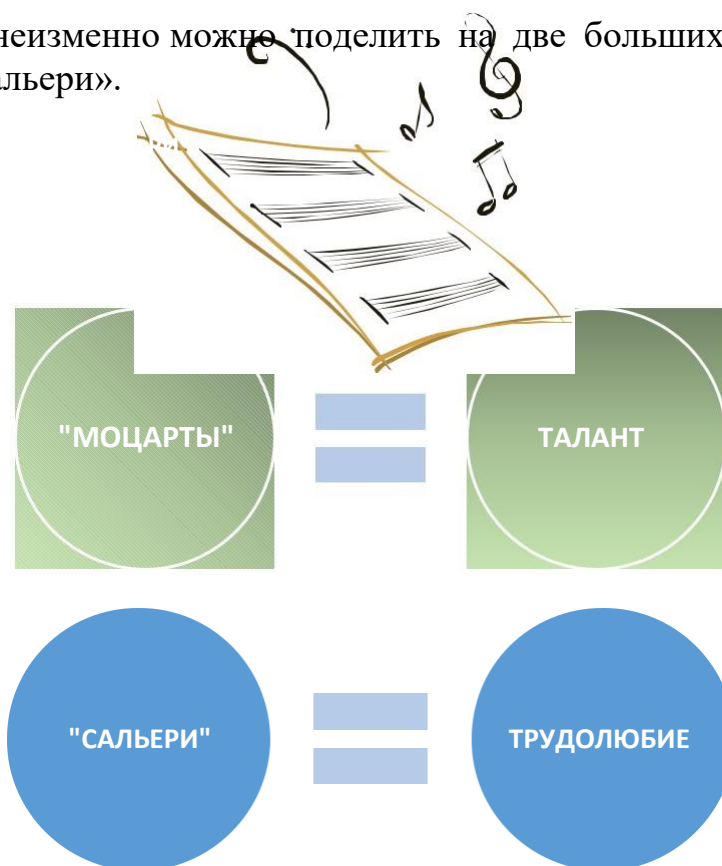 неизменно можно поделить на две больших
альери».
"МОЦАРТЫ"
ТАЛАНТ
"САЛЬЕРИ"
ТРУДОЛЮБИЕ